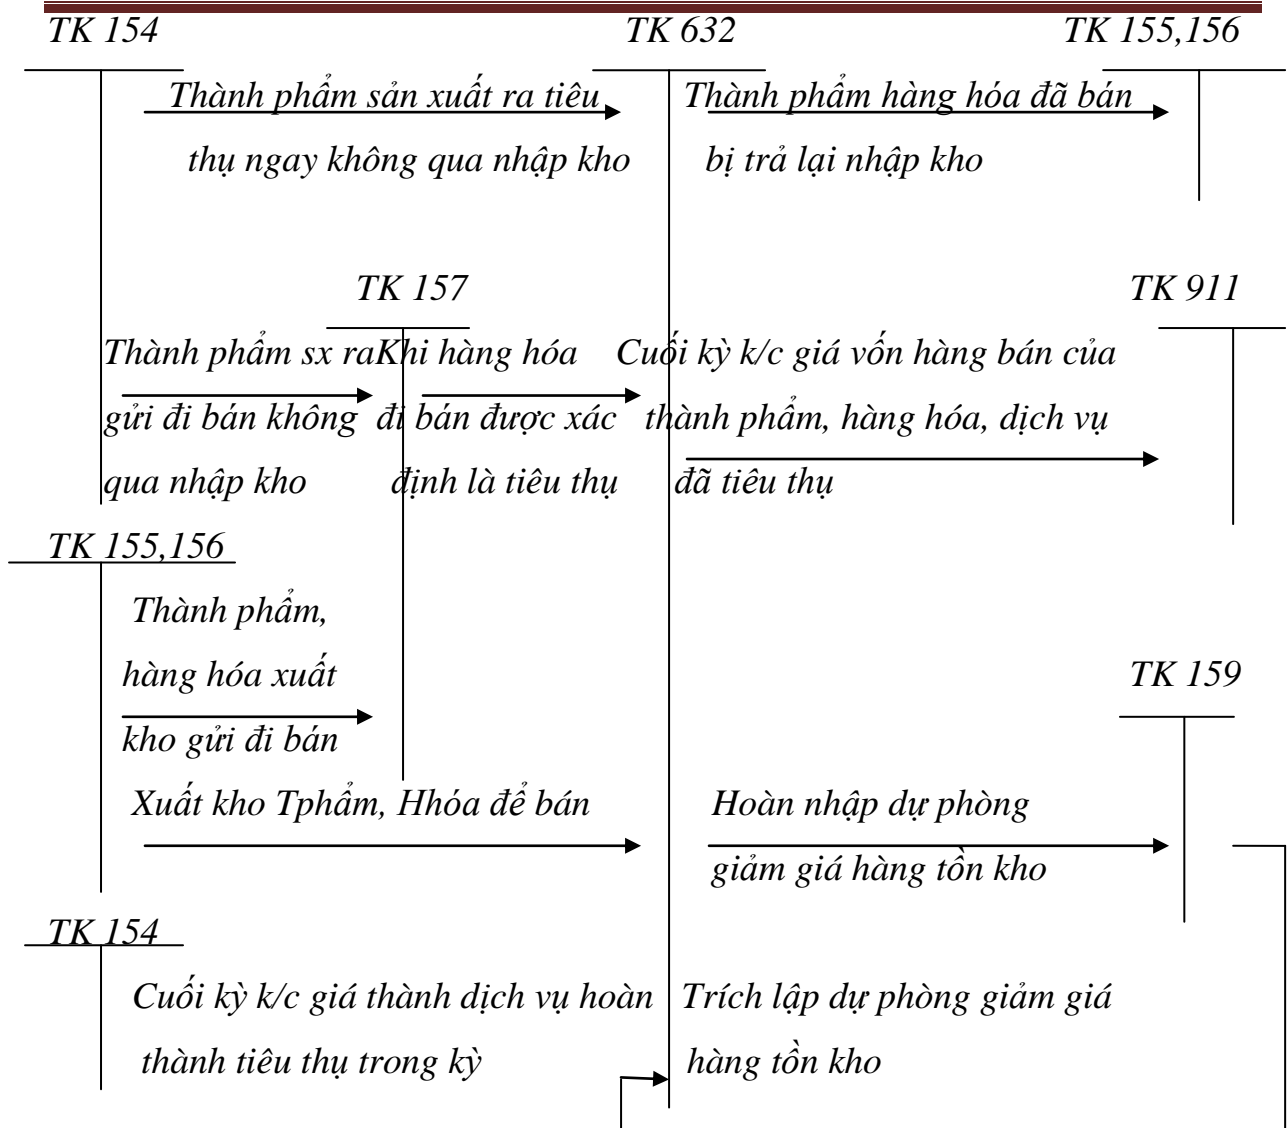 TK 154 TK 632 TK 155,156
Thành phẩm sản xuất ra tiêu Thành phẩm hàng hóa đã bán
thụ ngay không qua nhập kho bị trả lại nhập kho
TK 157 TK 911
Thành phẩm sx ra Khi hàng hóa Cuối kỳ k/c giá vốn hàng bán của
gửi đi bán không đi bán được xác thành phẩm, hàng hóa, dịch vụ
qua nhập kho định là tiêu thụ đã tiêu thụ
TK 155,156
Thành phẩm,
hàng hóa xuất TK 159
kho gửi đi bán
Xuất kho Tphẩm, Hhóa để bán Hoàn nhập dự phòng
giảm giá hàng tồn kho
TK 154
Cuối kỳ k/c giá thành dịch vụ hoàn Trích lập dự phòng giảm giá
thành tiêu thụ trong kỳ hàng tồn kho